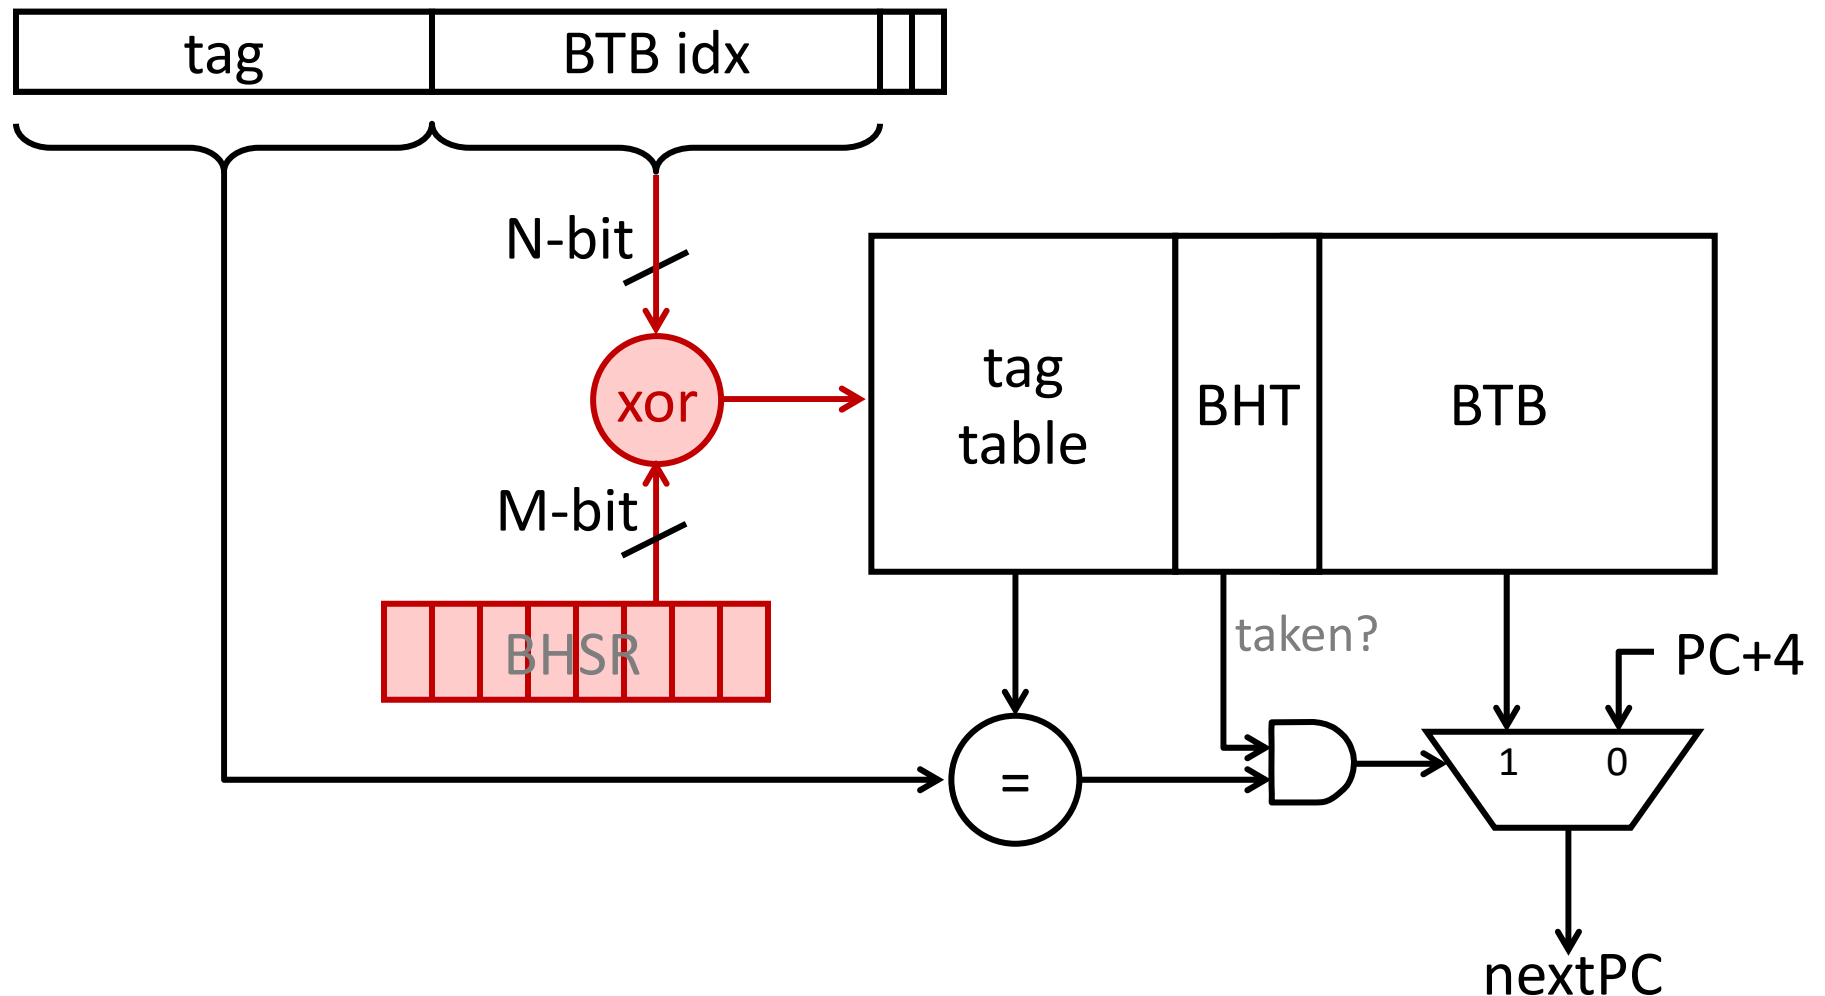 tag
BTB idx
N-bit
xor
M-bit
BHSR
tag
table
BHT
BTB
taken?
PC+4
=
1
0
nextPC